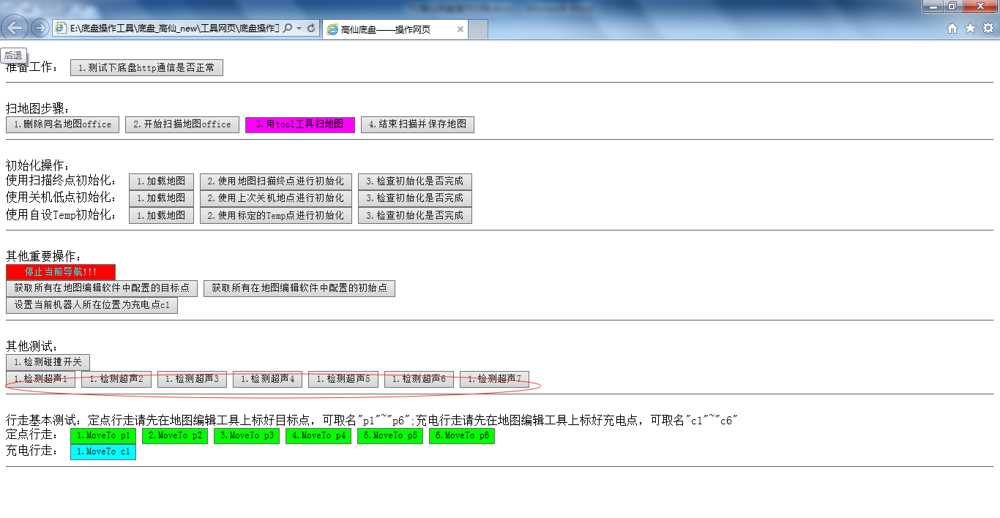 E:\底盘操作工具\底盘_高仙_new\工具网页\底盘操作工
高仙底盘——操作网页
后退
准备工作： 1.测试下底盘http通信是否正常
扫地图步骤：
1.删除同名地图office 2.开始扫描地图office 3.用tool工具扫地图 4.结束扫描并保存地图
初始化操作：
使用扫描终点初始化： 1.加载地图 2.使用地图扫描终点进行初始化 3.检查初始化是否完成
使用关机低点初始化： 1.加载地图 2.使用上次关机地点进行初始化 3.检查初始化是否完成
使用自设Temp初始化： 1.加载地图 2.使用标定的Temp点进行初始化 3.检查初始化是否完成
其他重要操作：
停止当前导航!!!
获取所有在地图编辑软件中配置的目标点 获取所有在地图编辑软件中配置的初始点
设置当前机器人所在位置为充电点c1
其他测试：
1.检测碰撞开关
1.检测超声1 1.检测超声2 1.检测超声3 1.检测超声4 1.检测超声5 1.检测超声6 1.检测超声7
行走基本测试：定点行走请先在地图编辑工具上标好目标点，可取名"p1"~"p6";充电行走请先在地图编辑工具上标好充电点，可取名"c1"~"c6"
定点行走： 1.MoveTo p1 2.MoveTo p2 3.MoveTo p3 4.MoveTo p4 5.MoveTo p5 6.MoveTo p6
充电行走： 1.MoveTo c1